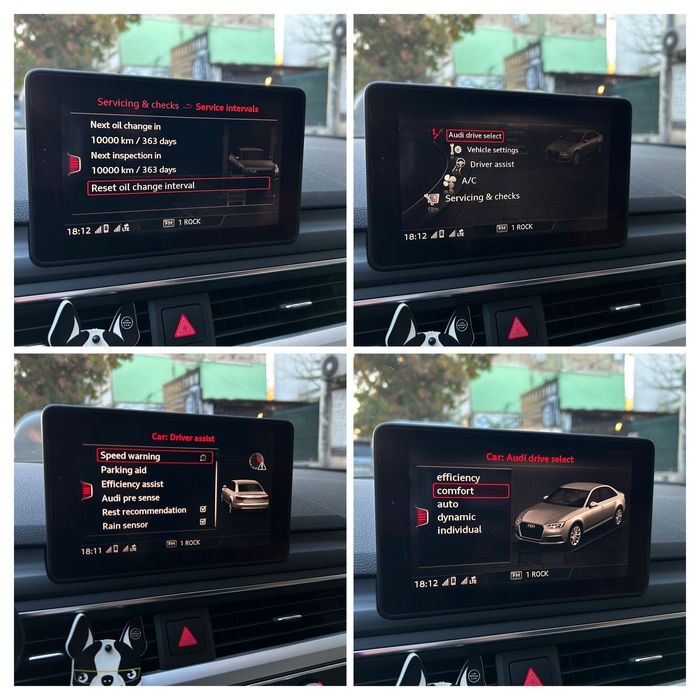 Servicing & checks Service intervals
Next oil change in
10000 km / 363 days
Next inspection in
10000 km / 363 days
Reset oil change interval
18:12 LTE FM 1 ROCK
Audi drive select
Vehicle settings
Driver assist
A/C
Servicing & checks
18:12 LTE FM 1 ROCK
Car: Driver assist
Speed warning
Parking aid
Efficiency assist
Audi pre sense
Rest recommendation
Rain sensor
18:11 LTE FM 1 ROCK
Car: Audi drive select
efficiency
comfort
auto
dynamic
individual
18:12 LTE FM 1 ROCK